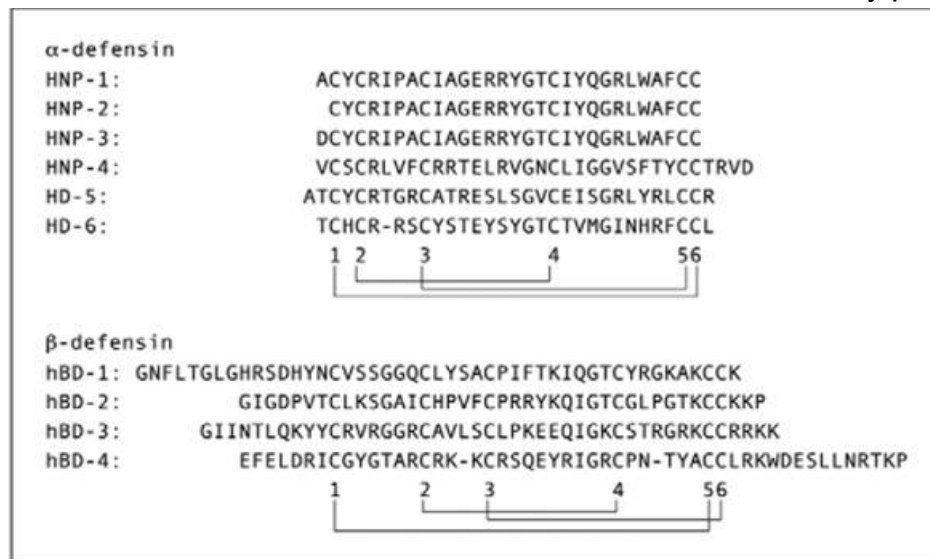 α-defensin
HNP-1: ACYCRIPACIAGERRYGTCIYQGRLWAFCC
HNP-2: CYCRIPACIAGERRYGTCIYQGRLWAFCC
HNP-3: DCYCRIPACIAGERRYGTCIYQGRLWAFCC
HNP-4: VCSCRLVFCRRTELRVGNCLIGGVSFTYCCTRVD
HD-5: ATCYCRTGRCATRESLSGVCEISGRLYRLCCR
HD-6: TCHCR-RSCYSTEYSYGTCTVMGINHRFCCL
1 2 3 4 56
β-defensin
hBD-1: GNFLTGLGHRSDHYNCVSSGGQCLYSACPIFTKIQGTCYRGKAKCCK
hBD-2: GIGDPVTCLKSGAICHPVFCPRRYKQIGTCGLPGTKCCKKP
hBD-3: GIINTLQKYYCRVRGGRCAVLSCLPKEEQIGKCSTRGRKCCRRKK
hBD-4: EFELDRICGYGTARCRK-KCRSQEYRIGRCPN-TYACCLRKWDESLLNRTKP
1 2 3 4 56